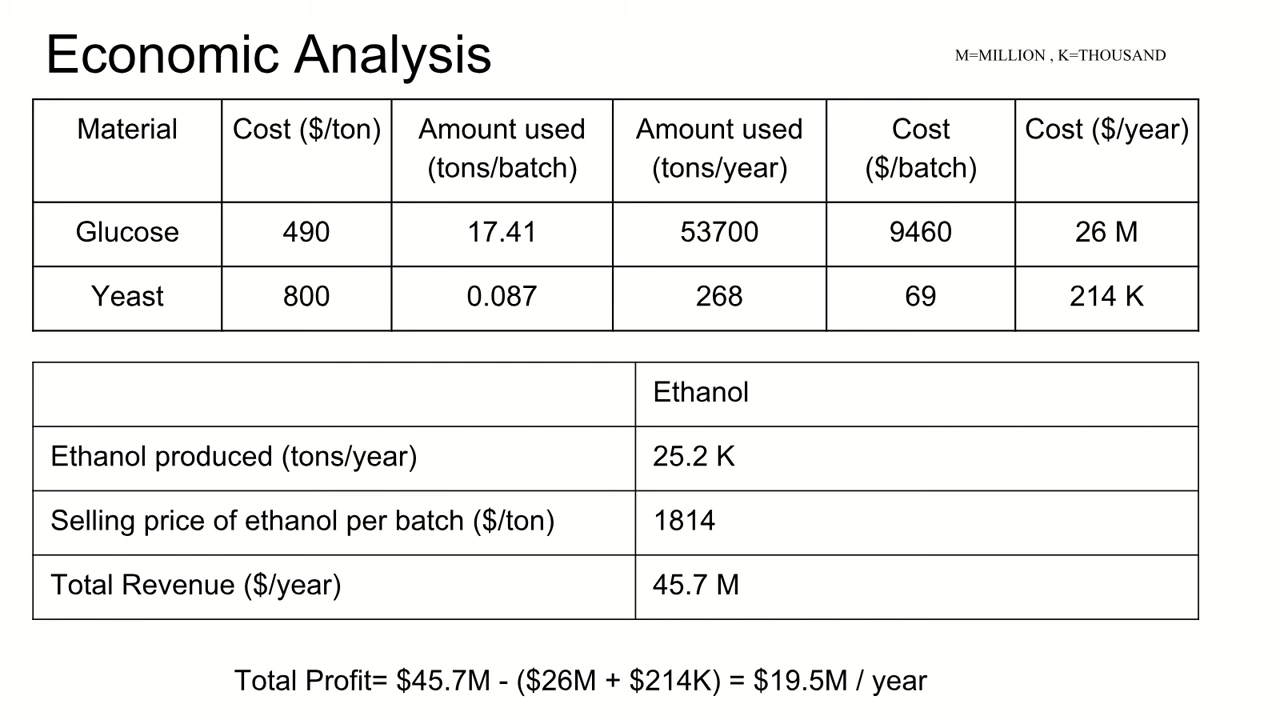 Economic Analysis
M=MILLION , K=THOUSAND
Material Cost ($/ton) Amount used (tons/batch) Amount used (tons/year) Cost ($/batch) Cost ($/year)
Glucose 490 17.41 53700 9460 26 M
Yeast 800 0.087 268 69 214 K
Ethanol
Ethanol produced (tons/year) 25.2 K
Selling price of ethanol per batch ($/ton) 1814
Total Revenue ($/year) 45.7 M
Total Profit= $45.7M - ($26M + $214K) = $19.5M / year